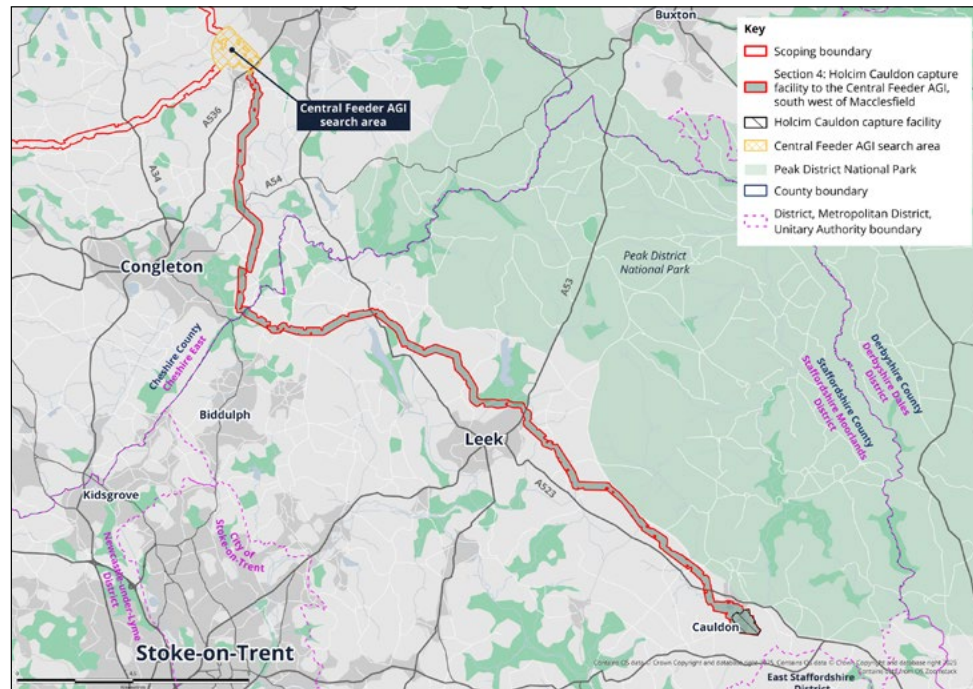 Buxton
Key
Scoping boundary
Section 4: Holcim Cauldon capture
facility to the Central Feeder AGI,
south west of Macclesfield
Holcim Cauldon capture facility
Central Feeder AGI search area
Peak District National Park
County boundary
District, Metropolitan District,
Unitary Authority boundary
Central Feeder AGI
search area
A536
A34
A54
A53
Peak District
National Park
Congleton
Cheshire County
Cheshire East
Biddulph
Leek
A523
Derbyshire County
Derbyshire Dales
District
Staffordshire County
Staffordshire Moorlands
District
Kidsgrove
City of
Stoke-on-Trent
Newcastle-under-Lyme
District
Cauldon
Stoke-on-Trent
East Staffordshire
District